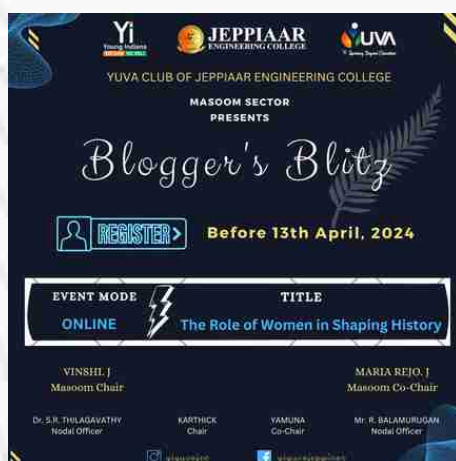 Yi
Young Indians
JEPPIAAR
ENGINEERING COLLEGE
YUVA
YUVA CLUB OF JEPPIAAR ENGINEERING COLLEGE
MASOOM SECTOR
PRESENTS
Blogger's Blitz
REGISTER>
Before 13th April, 2024
EVENT MODE
TITLE
ONLINE
The Role of Women in Shaping History
VINSHI. J
Masoom Chair
MARIA REJO. J
Masoom Co-Chair
Dr. S.R. THILAGAVATHY
Nodal Officer
KARTHICK
Chair
YAMUNA
Co-Chair
Mr. R. BALAMURUGAN
Nodal Officer